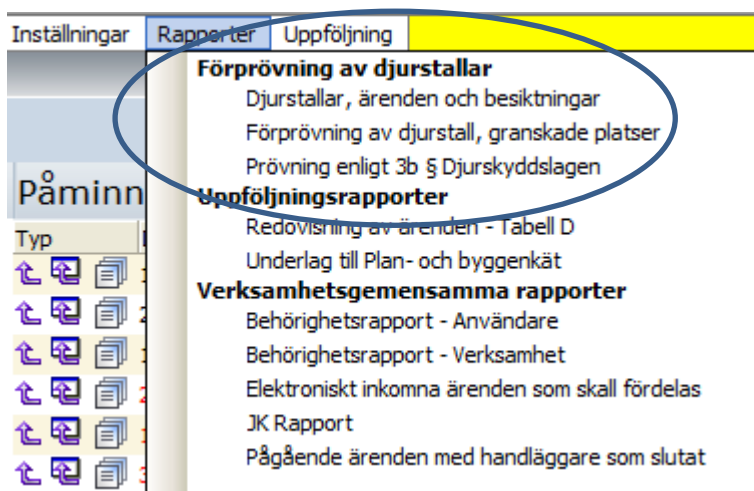 Inställningar Rapporter Uppföljning
Förprövning av djurstallar
Djurstallar, ärenden och besiktningar
Förprövning av djurstall, granskade platser
Prövning enligt 3b § Djurskyddslagen
Påminn
Uppföljningsrapporter
Typ
Redovisning av ärenden - Tabell D
Underlag till Plan- och byggenkät
Verksamhetsgemensamma rapporter
Behörighetsrapport - Användare
Behörighetsrapport - Verksamhet
Elektroniskt inkomna ärenden som skall fördelas
JK Rapport
Pågående ärenden med handläggare som slutat